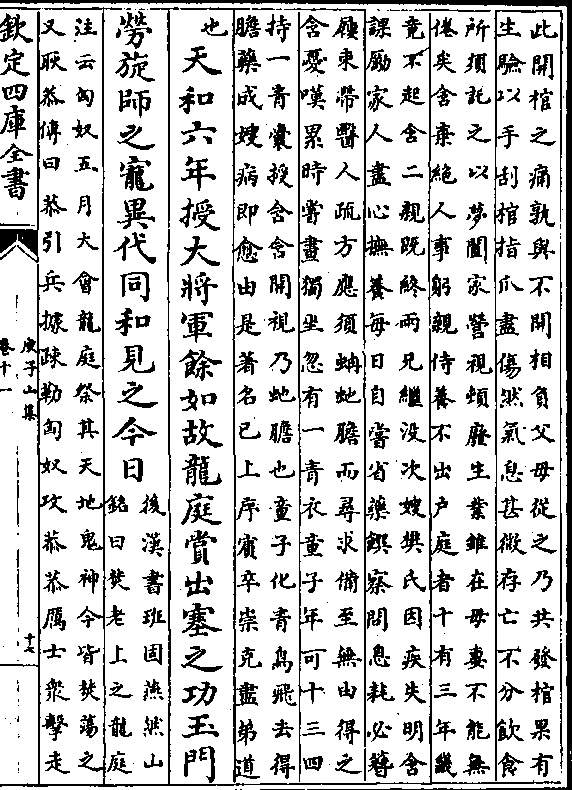 此開棺之痛孰與不開相負父母從之乃共發棺果有
生驗以手刮棺指爪盡傷然氣息甚微存亡不分飲食
所須託之以夢闔家營視頓廢生業雖在母妻不能無
倦矣含棄絕人事躬親侍養不出戶庭者十有三年幾
竟不起含二親既終兩兄繼没次嫂樊氏因疾失明含
課勵家人盡心撫養每日自嘗省藥饌察問息耗必簪
屨束帶醫人疏方應須蚺虵膽而尋求備至無由得之
含憂嘆累時嘗晝獨坐忽有一青衣童子年可十三四
持一青囊授含含開視乃虵膽也童子化青鳥飛去得
膽藥成嫂病即愈由是著名已上序賓卒崇克盡弟道
也
天和六年授大將軍餘如故龍庭賞出塞之功玉門
勞旋師之寵異代同和見之今日
後漢書班固燕然山
銘曰焚老上之龍庭
注云匈奴五月大會龍庭祭其天地鬼神今皆焚蕩之
又耿恭傳曰恭引兵據疎勒匈奴攻恭恭厲士衆擊走
欽定四庫全書
庾子山集
卷十一
十七